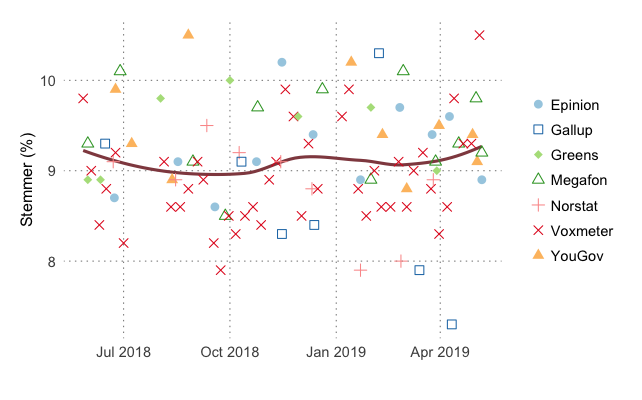 Stemmer (%)
10
9
8
Jul 2018
Oct 2018
Jan 2019
Apr 2019
Epinion
Gallup
Greens
Megafon
Norstat
Voxmeter
YouGov